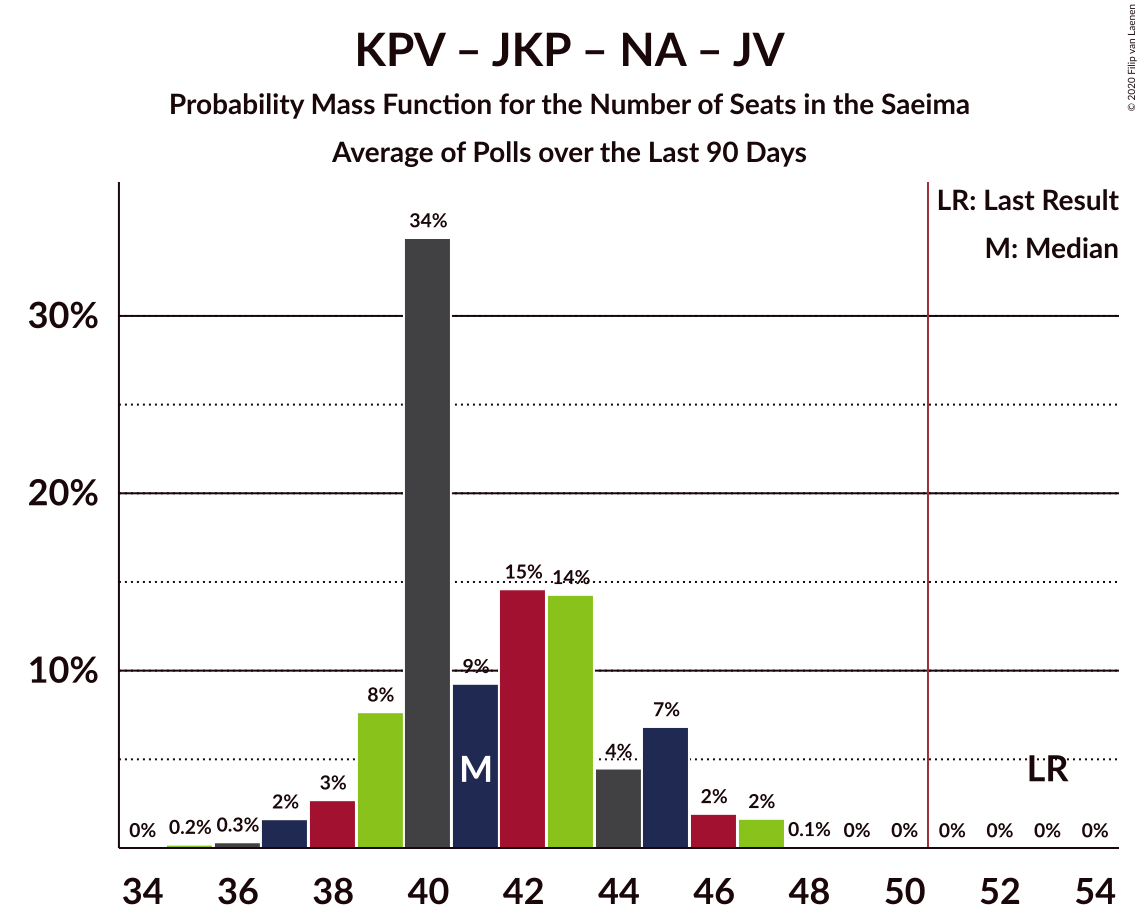 KPV – JKP – NA – JV
Probability Mass Function for the Number of Seats in the Saeima
Average of Polls over the Last 90 Days
© 2020 Filip van Laenen
LR: Last Result
M: Median
30%
20%
10%
0%
0.2%
0.3%
2%
3%
8%
34%
9%
15%
14%
4%
7%
2%
2%
0.1%
0%
0%
0%
0%
0%
0%
M
LR
34 36 38 40 42 44 46 48 50 52 54